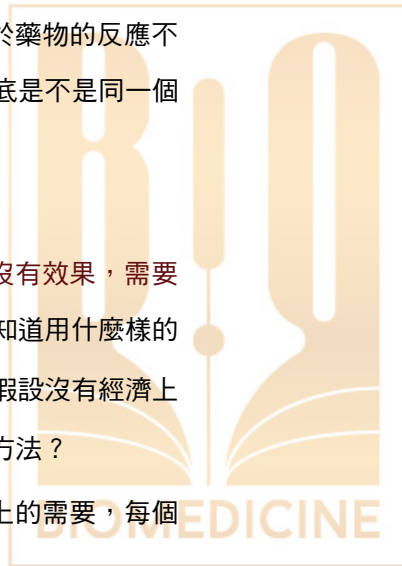 於藥物的反應不
底是不是同一個
沒有效果，需要
知道用什麼樣的
假設沒有經濟上
方法？
上的需要，每個
BIO
BIOMEDICINE